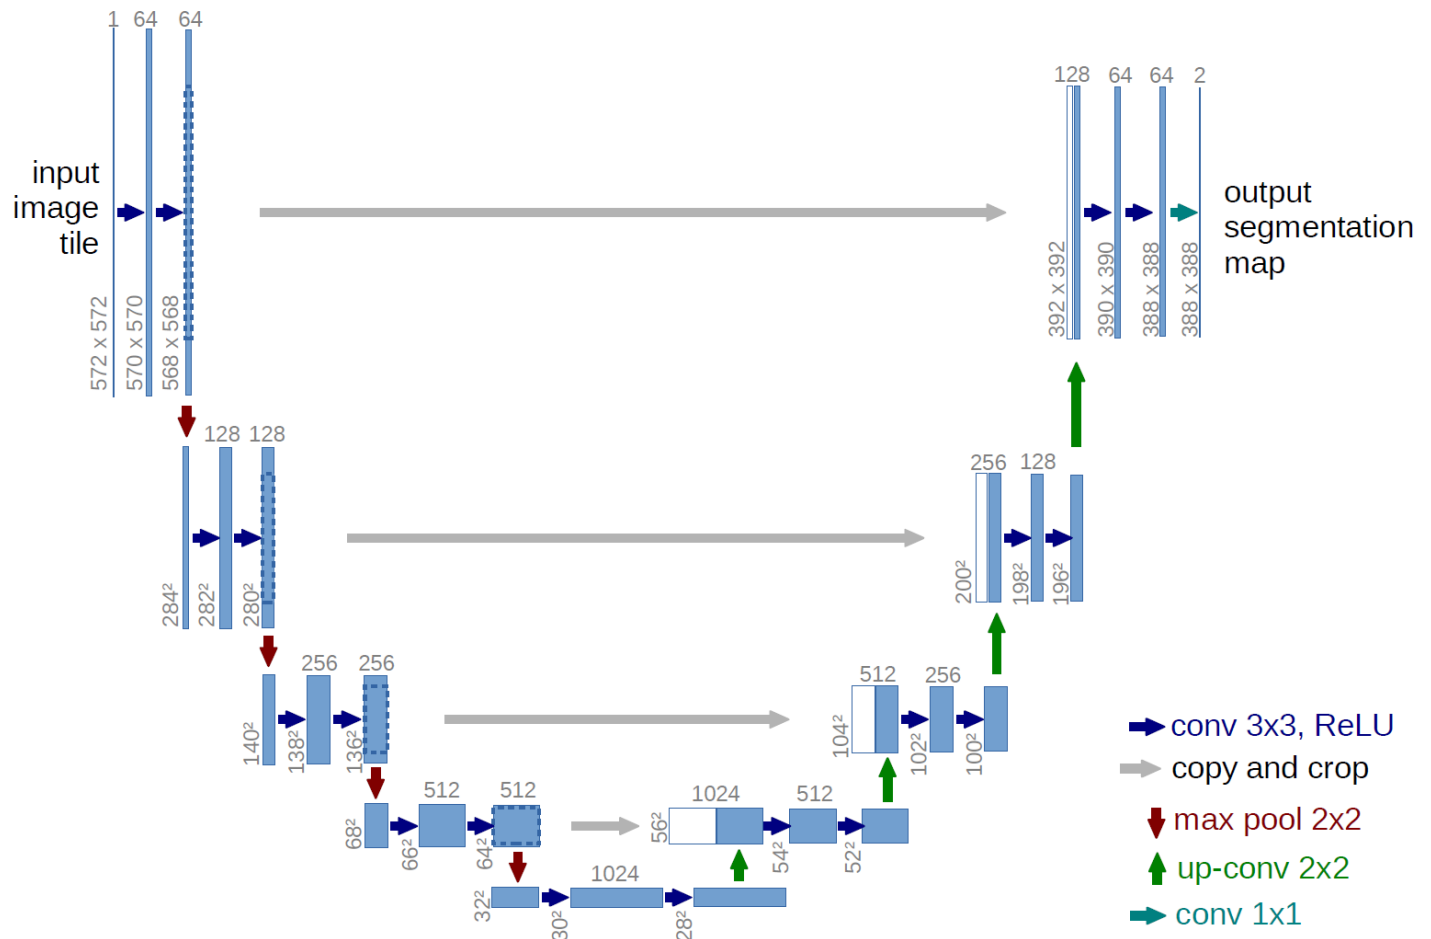 1 64 64
input
image
tile
572 x 572
570 x 570
568 x 568
128 64 64 2
output
segmentation
map
392 x 392
390 x 390
388 x 388
388 x 388
128 128
284²
282²
280²
256 128
200²
198²
196²
256 256
140²
138²
136²
512 256
104²
102²
100²
512 512
68²
66²
64²
1024 512
56²
54²
52²
1024
32²
30²
28²
conv 3x3, ReLU
copy and crop
max pool 2x2
up-conv 2x2
conv 1x1